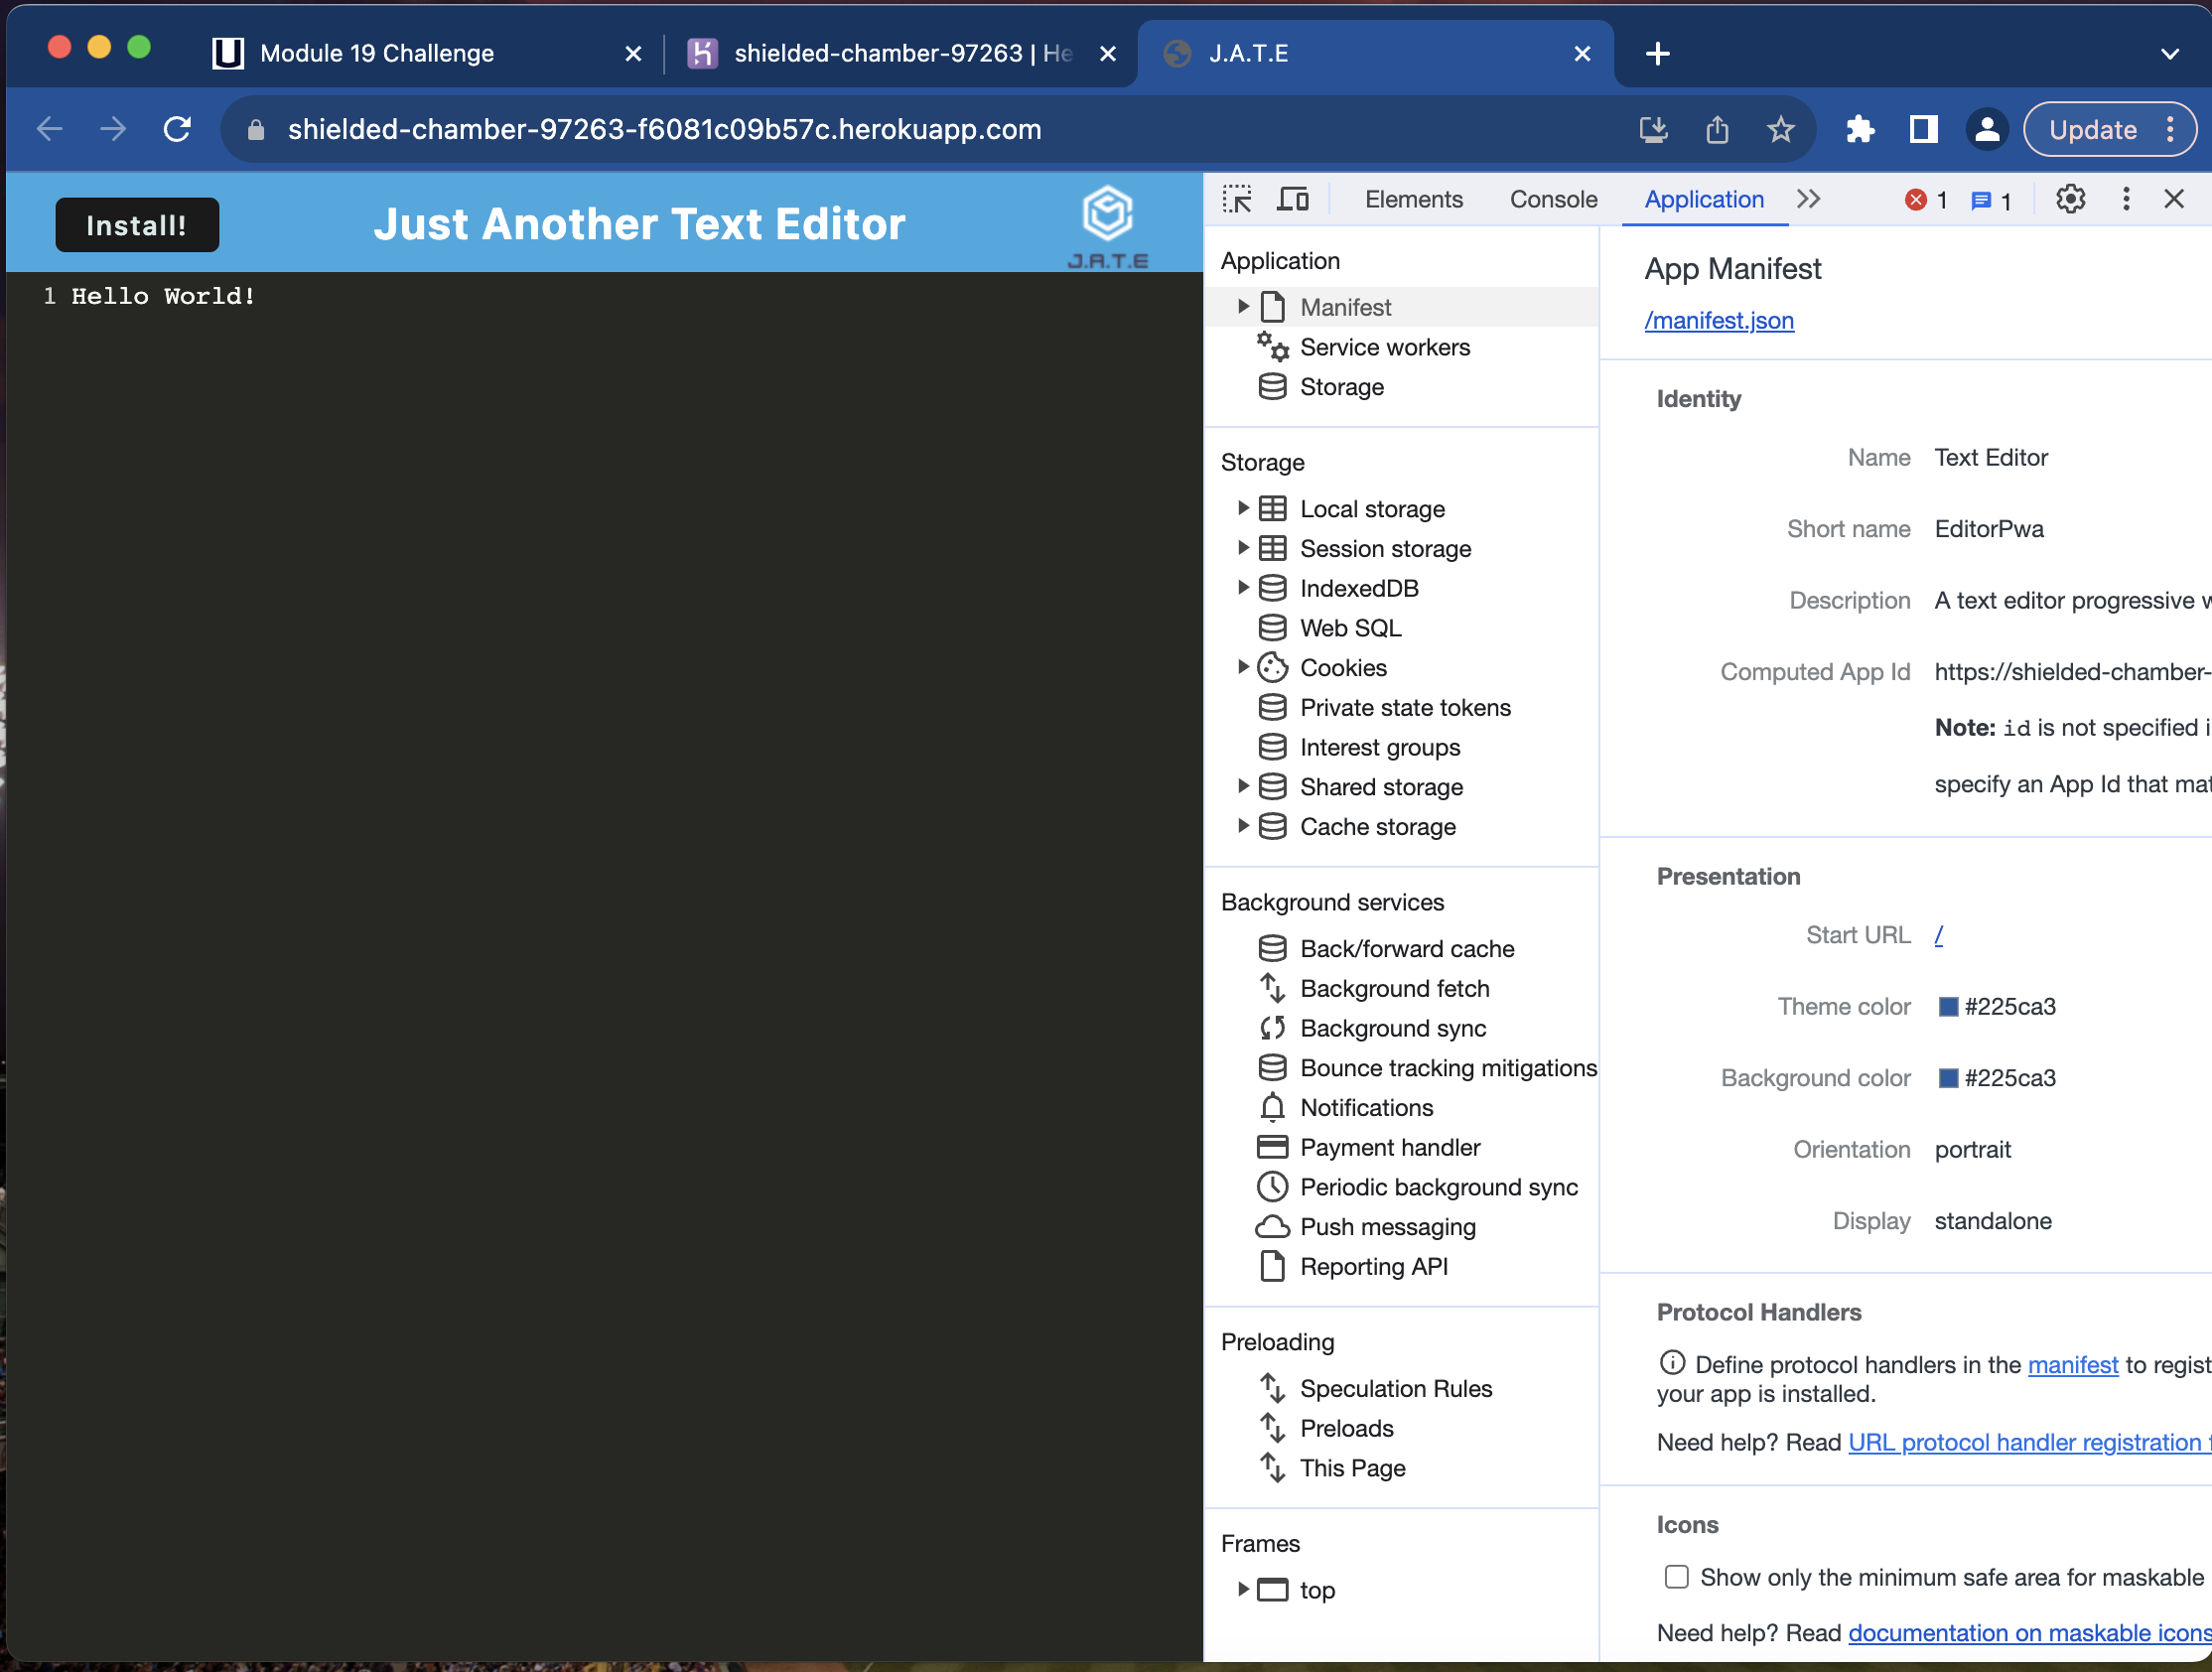 Module 19 Challenge
shielded-chamber-97263 | He
J.A.T.E
shielded-chamber-97263-f6081c09b57c.herokuapp.com
Update
Install!
Just Another Text Editor
J.A.T.E
1 Hello World!
Elements Console Application 1 1
Application
Manifest
Service workers
Storage
Storage
Local storage
Session storage
IndexedDB
Web SQL
Cookies
Private state tokens
Interest groups
Shared storage
Cache storage
Background services
Back/forward cache
Background fetch
Background sync
Bounce tracking mitigations
Notifications
Payment handler
Periodic background sync
Push messaging
Reporting API
Preloading
Speculation Rules
Preloads
This Page
Frames
top
App Manifest
/manifest.json
Identity
Name Text Editor
Short name EditorPwa
Description A text editor progressive w
Computed App Id https://shielded-chamber-
Note: id is not specified i
specify an App Id that mat
Presentation
Start URL /
Theme color #225ca3
Background color #225ca3
Orientation portrait
Display standalone
Protocol Handlers
Define protocol handlers in the manifest to regist
your app is installed.
Need help? Read URL protocol handler registration f
Icons
Show only the minimum safe area for maskable
Need help? Read documentation on maskable icons